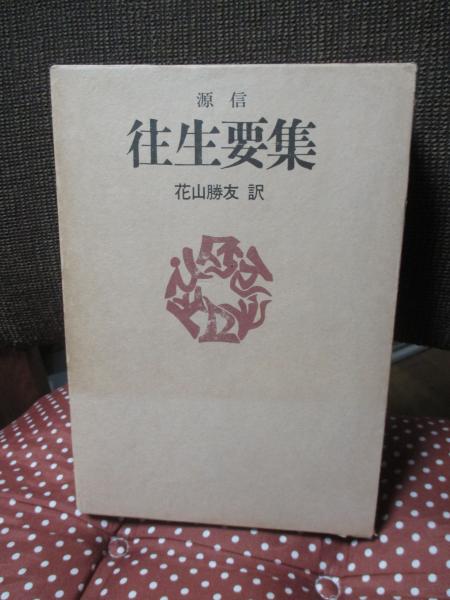 源信
往生要集
花山勝友 訳